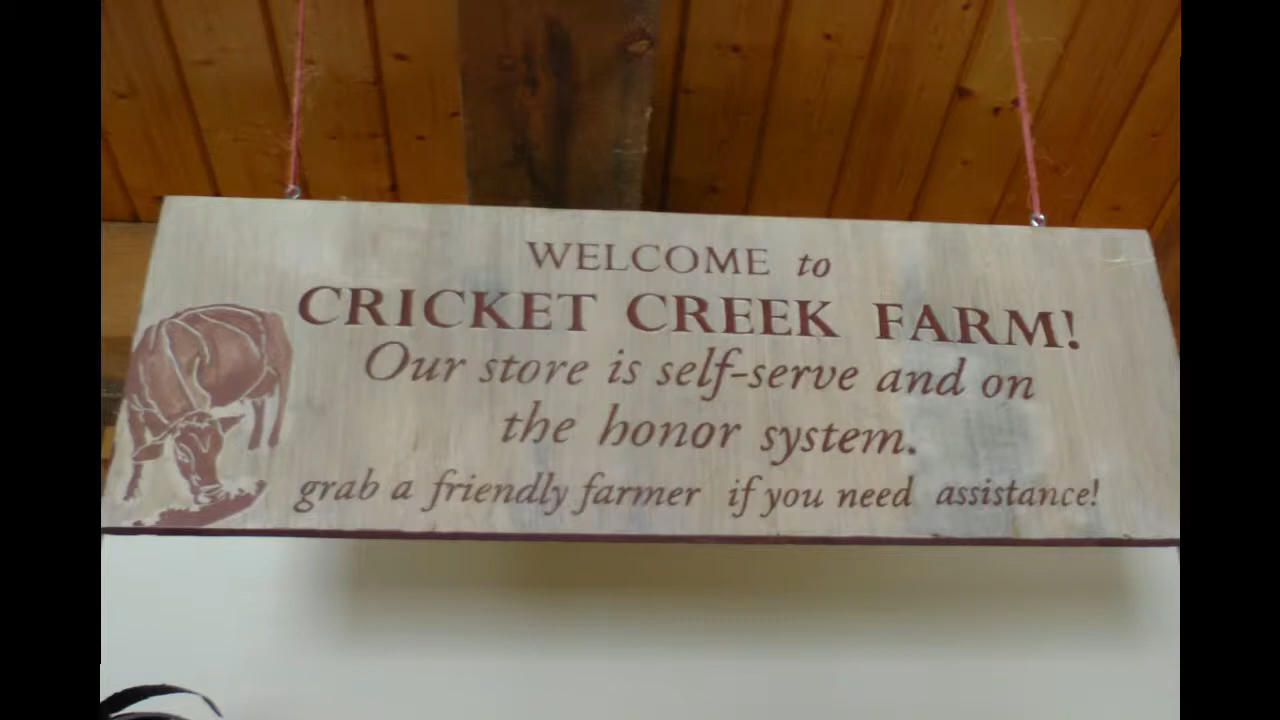 WELCOME to
CRICKET CREEK FARM!
Our store is self-serve and on
the honor system.
grab a friendly farmer if you need assistance!